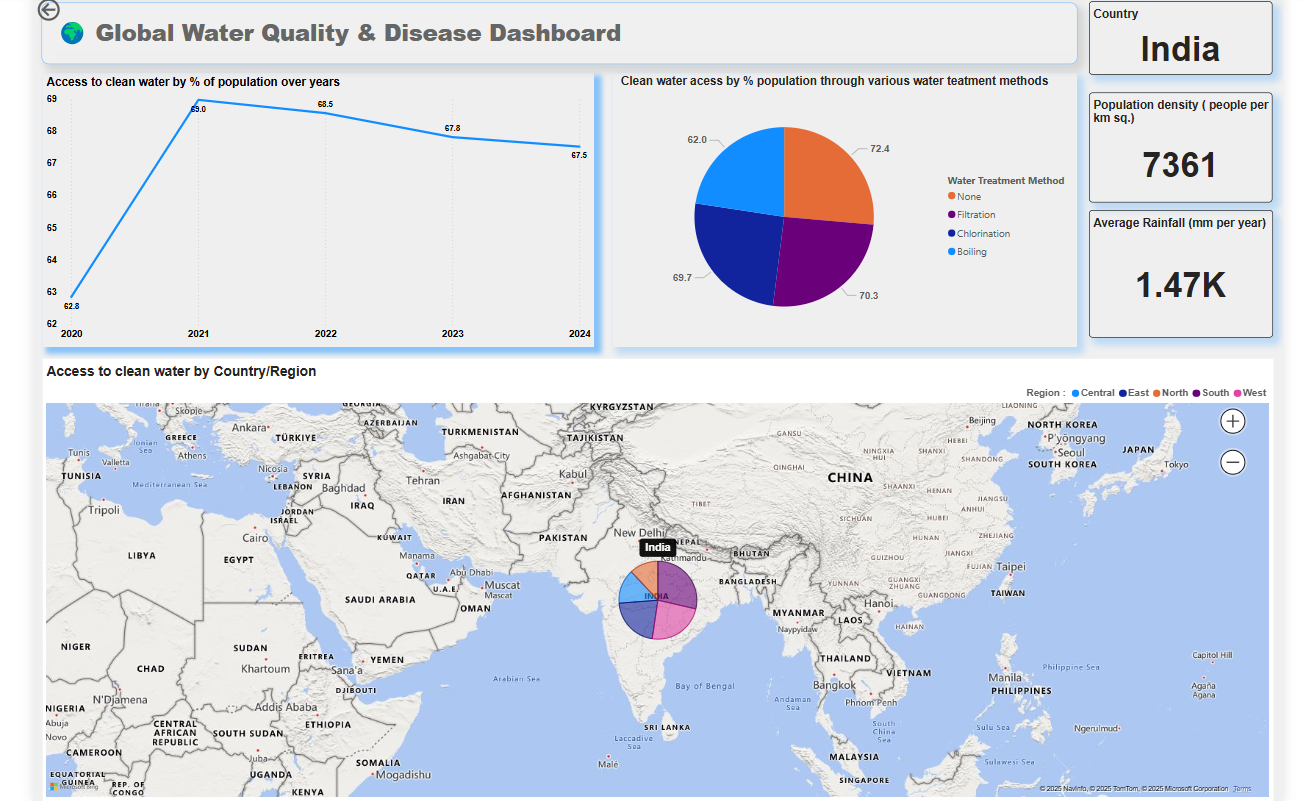 Global Water Quality & Disease Dashboard
Country
India
Population density ( people per
km sq.)
7361
Average Rainfall (mm per year)
1.47K
Access to clean water by % of population over years
69
68
67
66
65
64
63
62
62.8
69.0
68.5
67.8
67.5
2020
2021
2022
2023
2024
Clean water acess by % population through various water teatment methods
62.0
72.4
69.7
70.3
Water Treatment Method
None
Filtration
Chlorination
Boiling
Access to clean water by Country/Region
Region :
Central
East
North
South
West
Skopje
GEORGIA
AZERBAIJAN
KYRGYZSTAN
LIAONING
Ankara
TÜRKİYE
TURKMENISTAN
TAJIKISTAN
GANSU
Beijing
NORTH KOREA
GREECE
Ionian
Sea
Athens
Ashgabat City
HEBEI
P'yongyang
Tunis
Valletta
Nicosia
SYRIA
Tehran
Kabul
QINGHAI
NINGXIA
HUI
SHANXI
SHANDONG
Seoul
SOUTH KOREA
JAPAN
Tokyo
TUNISIA
Mediterranean Sea
LEBANON
Baghdad
IRAN
AFGHANISTAN
CHINA
SHAANXI
HENAN
JIANGSU
Tripoli
JORDAN
ISRAEL
IRAQ
TIBET
ANHUI
Cairo
KUWAIT
PAKISTAN
New Delhi
India
NEPAL
Kathmandu
SICHUAN
HUBEI
ZHEJIANG
LIBYA
EGYPT
Manama
QATAR
Abu Dhabi
U.A.E.
BHUTAN
GUIZHOU
HUNAN
JIANGXI
FUJIAN
Taipei
TAIWAN
Muscat
Muscat
OMAN
SAUDI ARABIA
INDIA
BANGLADESH
YUNNAN
GUANGXI
ZHUANG
GUANGDONG
MYANMAR
Naypyidaw
Hanoi
LAOS
HAINAN
NIGER
CHAD
SUDAN
Khartoum
ERITREA
Sana'a
YEMEN
THAILAND
VIETNAM
Philippine Sea
Capitol Hill
Arabian Sea
Bay of Bengal
Bangkok
Manila
PHILIPPINES
Agaña
Agana
N'Djamena
DJIBOUTI
Andaman
Sea
Phnom Penh
NIGERIA
Abuja
Addis Ababa
ETHIOPIA
SRI LANKA
South
China
Sea
Sulu Sea
Ngerulmud
Novo
CENTRAL
AFRICAN
REPUBLIC
SOUTH SUDAN
Laccadive
Sea
CAMEROON
Juba
SOMALIA
Mogadishu
Malé
MALAYSIA
SINGAPORE
Sulawesi Sea
EQUATORIAL
GUINEA
REP. OF
CONGO
UGANDA
KENYA
Microsoft Bing
© 2025 NavInfo, © 2025 TomTom, © 2025 Microsoft Corporation Terms